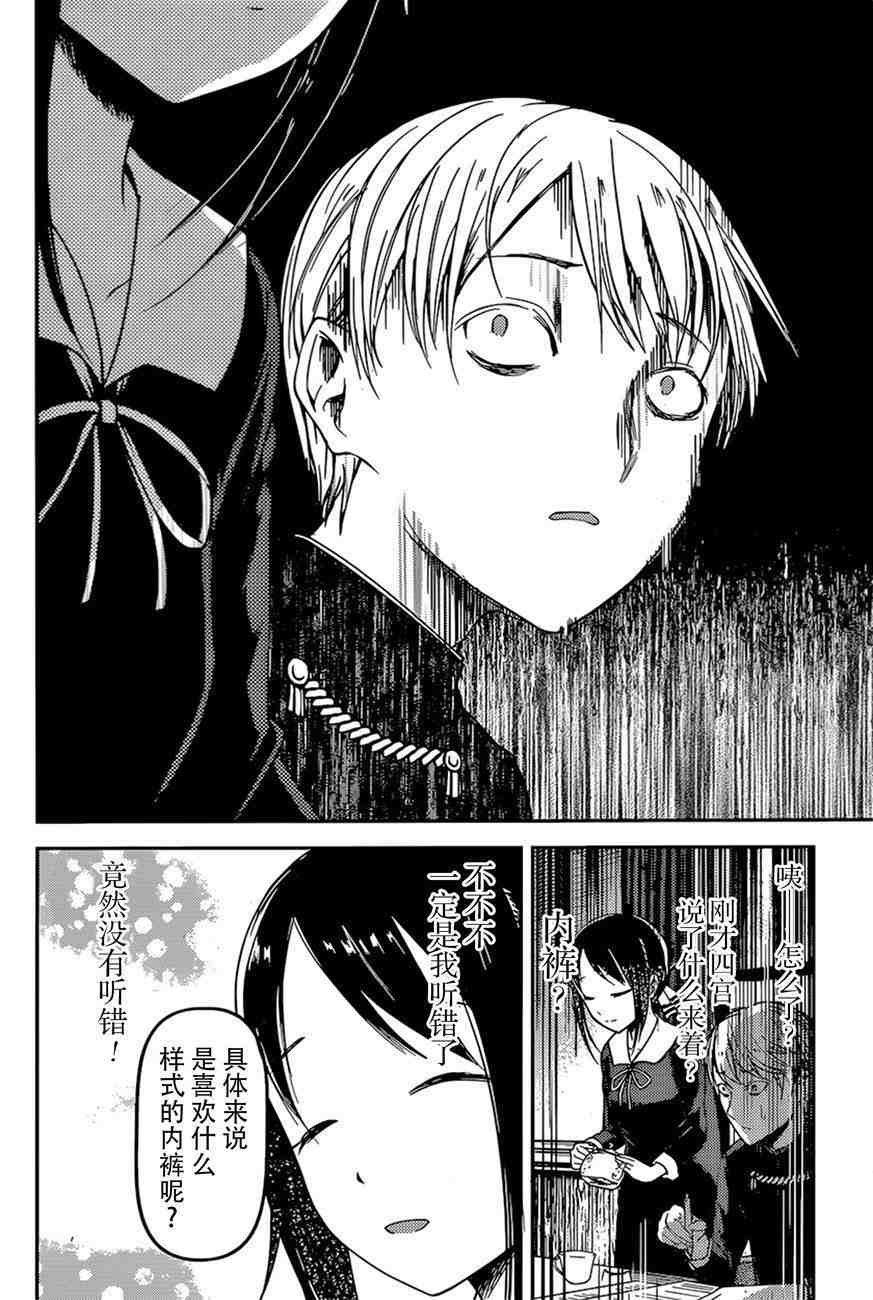 咦——怎么了？
刚才四宫
说了什么来着？
内裤？
不不不
一定是我听错了
具体来说
是喜欢什么
样式的内裤呢？
竟然没有听错！